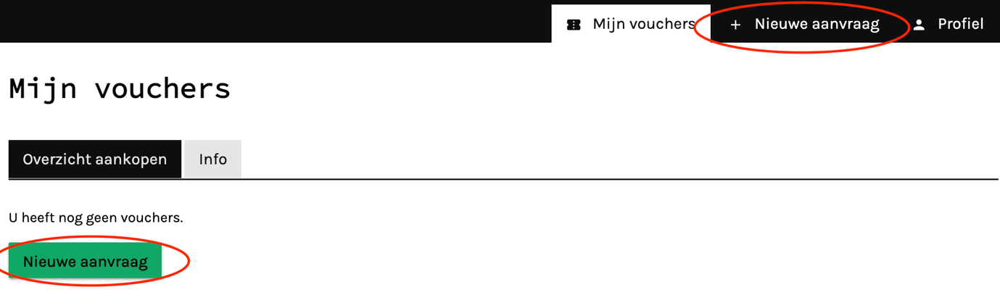 Mijn vouchers
+ Nieuwe aanvraag
Profiel
Mijn vouchers
Overzicht aankopen
Info
U heeft nog geen vouchers.
Nieuwe aanvraag